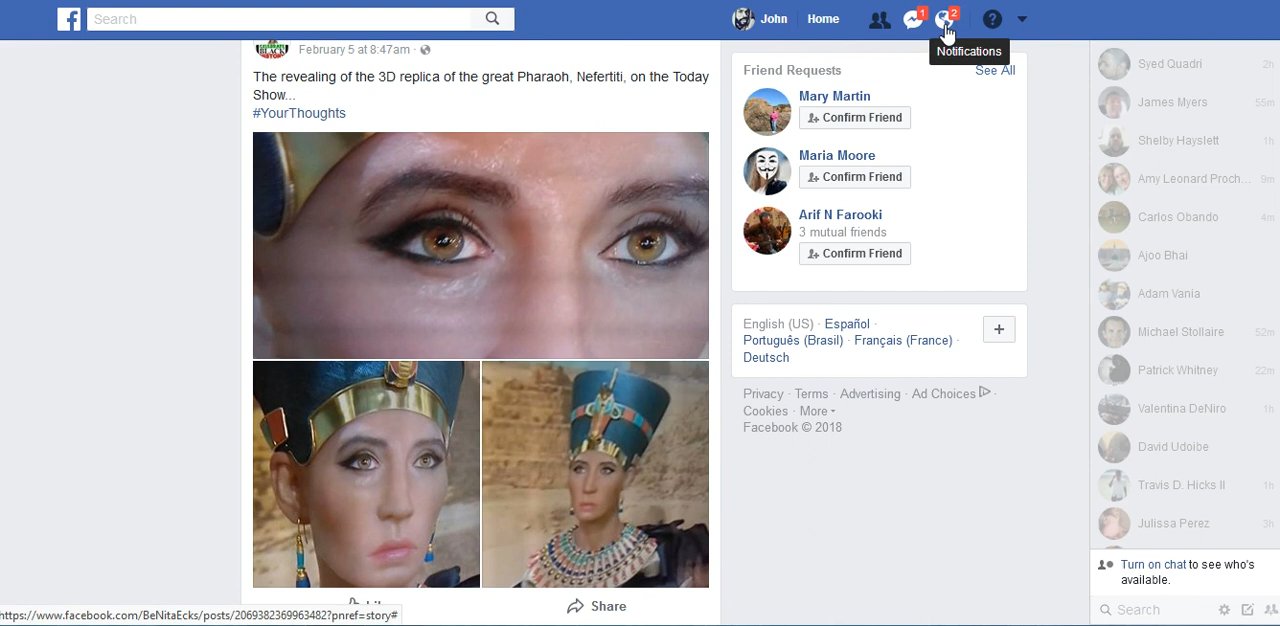 f
Search
John
Home
1
2
?
Notifications
CELEBRATE
BLACK
February 5 at 8:47am ·
The revealing of the 3D replica of the great Pharaoh, Nefertiti, on the Today
Show...
#YourThoughts
Share
https://www.facebook.com/BeNitaEcks/posts/2069382369963482?pnref=story#
Friend Requests
See All
Mary Martin
Confirm Friend
Maria Moore
Confirm Friend
Arif N Farooki
3 mutual friends
Confirm Friend
English (US) · Español ·
Português (Brasil) · Français (France) ·
Deutsch
+
Privacy · Terms · Advertising · Ad Choices ·
Cookies · More
Facebook © 2018
Syed Quadri 2h
James Myers 55m
Shelby Hayslett 1h
Amy Leonard Proch... 9m
Carlos Obando 4m
Ajoo Bhai
Adam Vania
Michael Stollaire 52m
Patrick Whitney 22m
Valentina DeNiro 1h
David Udoibe
Travis D. Hicks II 1h
Julissa Perez 3h
Turn on chat to see who's
available.
Search